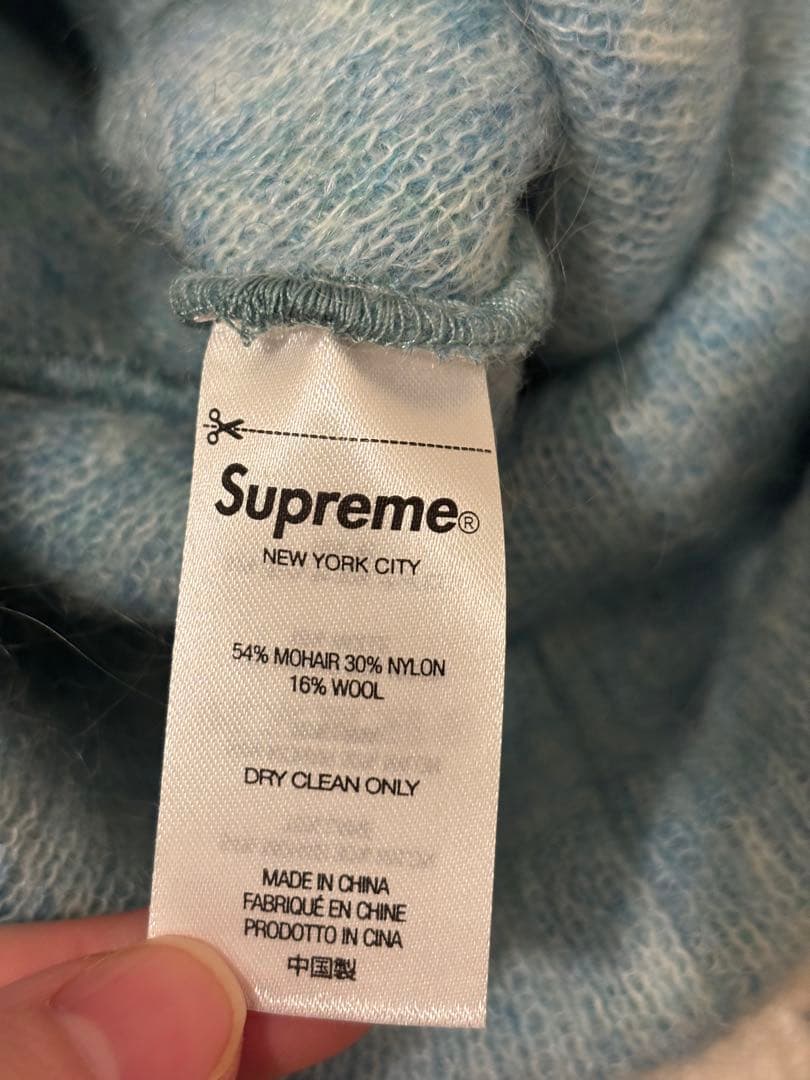 Supreme®
NEW YORK CITY
54% MOHAIR 30% NYLON
16% WOOL
DRY CLEAN ONLY
MADE IN CHINA
FABRIQUÉ EN CHINE
PRODOTTO IN CINA
中国製